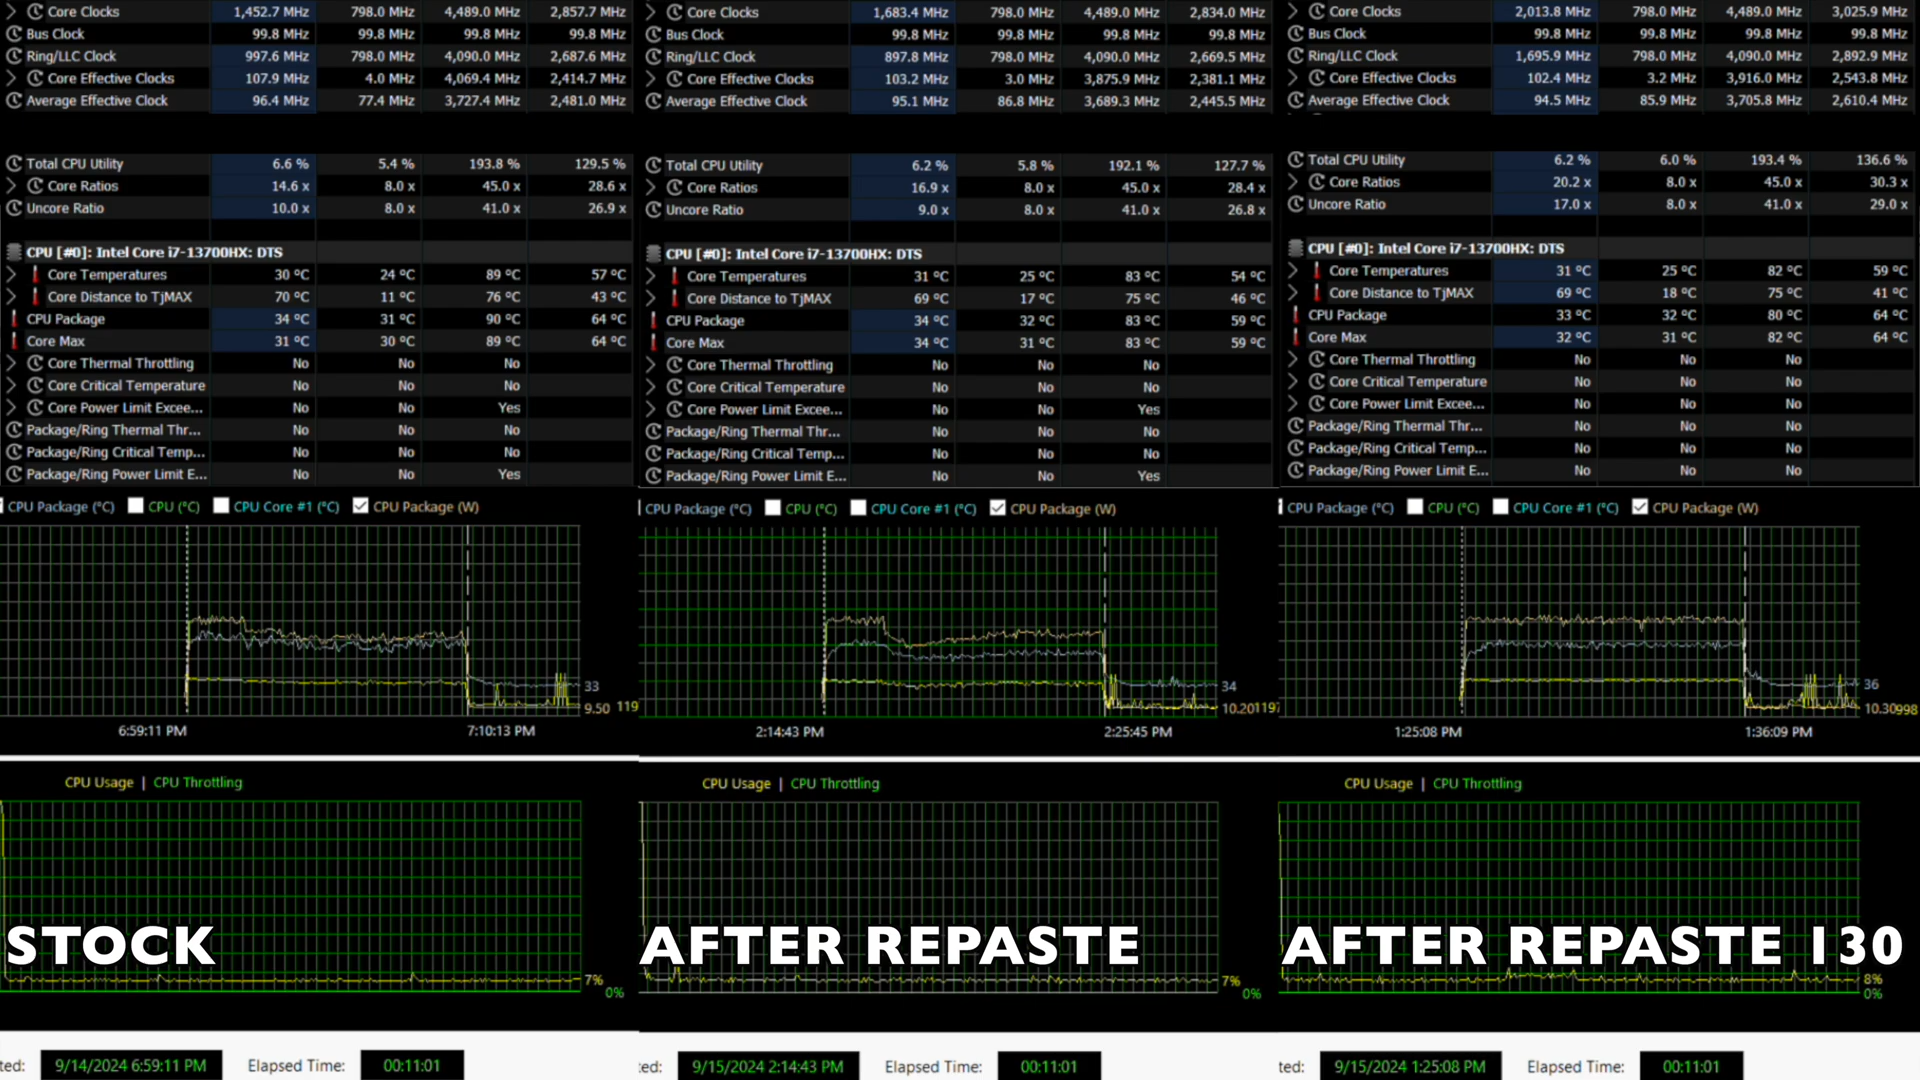 Core Clocks 1,452.7 MHz 798.0 MHz 4,489.0 MHz 2,857.7 MHz
Bus Clock 99.8 MHz 99.8 MHz 99.8 MHz 99.8 MHz
Ring/LLC Clock 997.6 MHz 798.0 MHz 4,090.0 MHz 2,687.6 MHz
Core Effective Clocks 107.9 MHz 4.0 MHz 4,069.4 MHz 2,414.7 MHz
Average Effective Clock 96.4 MHz 77.4 MHz 3,727.4 MHz 2,481.0 MHz
Total CPU Utility 6.6 % 5.4 % 193.8 % 129.5 %
Core Ratios 14.6 x 8.0 x 45.0 x 28.6 x
Uncore Ratio 10.0 x 8.0 x 41.0 x 26.9 x
CPU [#0]: Intel Core i7-13700HX: DTS
Core Temperatures 30 °C 24 °C 89 °C 57 °C
Core Distance to TjMAX 70 °C 11 °C 76 °C 43 °C
CPU Package 34 °C 31 °C 90 °C 64 °C
Core Max 31 °C 30 °C 89 °C 64 °C
Core Thermal Throttling No No No
Core Critical Temperature No No No
Core Power Limit Excee... No No Yes
Package/Ring Thermal Thr... No No No
Package/Ring Critical Temp... No No No
Package/Ring Power Limit E... No No Yes
CPU Package (°C) CPU (°C) CPU Core #1 (°C) CPU Package (W)
33
9.50 119
6:59:11 PM 7:10:13 PM
CPU Usage | CPU Throttling
STOCK
7%
0%
ted: 9/14/2024 6:59:11 PM Elapsed Time: 00:11:01
Core Clocks 1,683.4 MHz 798.0 MHz 4,489.0 MHz 2,834.0 MHz
Bus Clock 99.8 MHz 99.8 MHz 99.8 MHz 99.8 MHz
Ring/LLC Clock 897.8 MHz 798.0 MHz 4,090.0 MHz 2,669.5 MHz
Core Effective Clocks 103.2 MHz 3.0 MHz 3,875.9 MHz 2,381.1 MHz
Average Effective Clock 95.1 MHz 86.8 MHz 3,689.3 MHz 2,445.5 MHz
Total CPU Utility 6.2 % 5.8 % 192.1 % 127.7 %
Core Ratios 16.9 x 8.0 x 45.0 x 28.4 x
Uncore Ratio 9.0 x 8.0 x 41.0 x 26.8 x
CPU [#0]: Intel Core i7-13700HX: DTS
Core Temperatures 31 °C 25 °C 83 °C 54 °C
Core Distance to TjMAX 69 °C 17 °C 75 °C 46 °C
CPU Package 34 °C 32 °C 83 °C 59 °C
Core Max 34 °C 31 °C 83 °C 59 °C
Core Thermal Throttling No No No
Core Critical Temperature No No No
Core Power Limit Excee... No No Yes
Package/Ring Thermal Thr... No No No
Package/Ring Critical Temp... No No No
Package/Ring Power Limit E... No No Yes
CPU Package (°C) CPU (°C) CPU Core #1 (°C) CPU Package (W)
34
10.20 1197
2:14:43 PM 2:25:45 PM
CPU Usage | CPU Throttling
AFTER REPASTE
7%
0%
ted: 9/15/2024 2:14:43 PM Elapsed Time: 00:11:01
Core Clocks 2,013.8 MHz 798.0 MHz 4,489.0 MHz 3,025.9 MHz
Bus Clock 99.8 MHz 99.8 MHz 99.8 MHz 99.8 MHz
Ring/LLC Clock 1,695.9 MHz 798.0 MHz 4,090.0 MHz 2,892.9 MHz
Core Effective Clocks 102.4 MHz 3.2 MHz 3,916.0 MHz 2,543.8 MHz
Average Effective Clock 94.5 MHz 85.9 MHz 3,705.8 MHz 2,610.4 MHz
Total CPU Utility 6.2 % 6.0 % 193.4 % 136.6 %
Core Ratios 20.2 x 8.0 x 45.0 x 30.3 x
Uncore Ratio 17.0 x 8.0 x 41.0 x 29.0 x
CPU [#0]: Intel Core i7-13700HX: DTS
Core Temperatures 31 °C 25 °C 82 °C 59 °C
Core Distance to TjMAX 69 °C 18 °C 75 °C 41 °C
CPU Package 33 °C 32 °C 80 °C 64 °C
Core Max 32 °C 31 °C 82 °C 64 °C
Core Thermal Throttling No No No
Core Critical Temperature No No No
Core Power Limit Excee... No No No
Package/Ring Thermal Thr... No No No
Package/Ring Critical Temp... No No No
Package/Ring Power Limit E... No No No
CPU Package (°C) CPU (°C) CPU Core #1 (°C) CPU Package (W)
36
10.30 998
1:25:08 PM 1:36:09 PM
CPU Usage | CPU Throttling
AFTER REPASTE 130
8%
0%
ted: 9/15/2024 1:25:08 PM Elapsed Time: 00:11:01